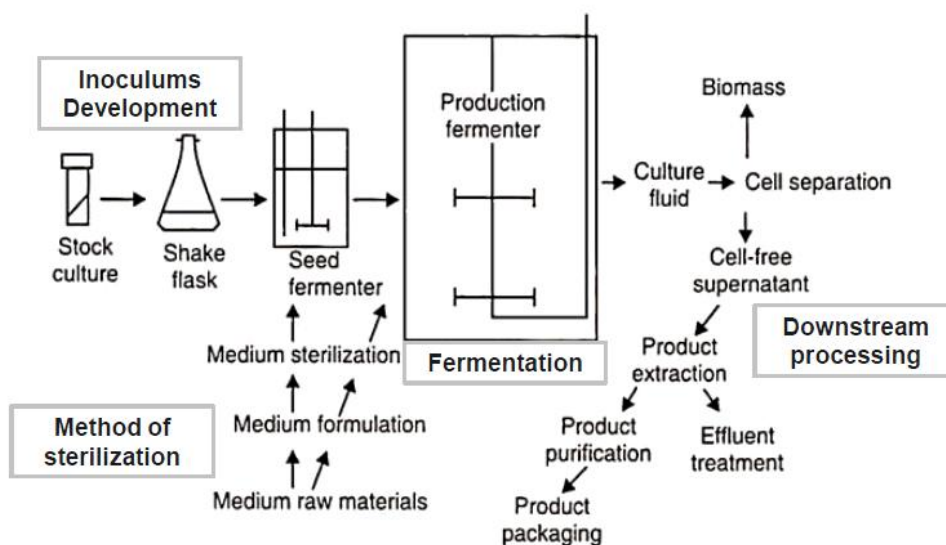 Inoculums
Development
Stock
culture
Shake
flask
Seed
fermenter
Production
fermenter
Fermentation
Culture
fluid
Biomass
Cell separation
Cell-free
supernatant
Downstream
processing
Product
extraction
Product
purification
Effluent
treatment
Product
packaging
Medium sterilization
Medium formulation
Medium raw materials
Method of
sterilization